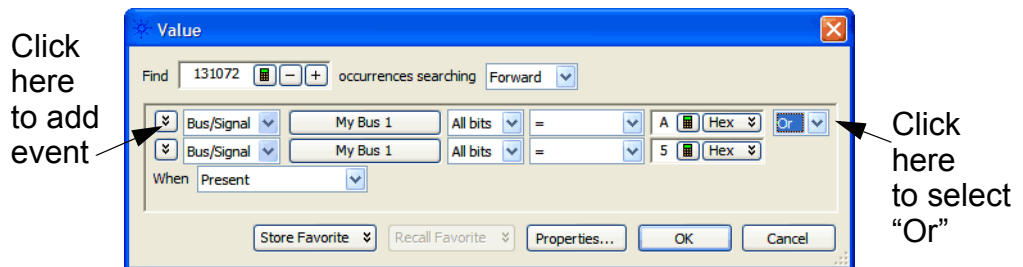 Click
here
to add
event
Value
Find 131072 occurrences searching Forward
Bus/Signal My Bus 1 All bits = A Hex Or
Bus/Signal My Bus 1 All bits = 5 Hex
When Present
Store Favorite Recall Favorite Properties... OK Cancel
Click
here
to select
“Or”